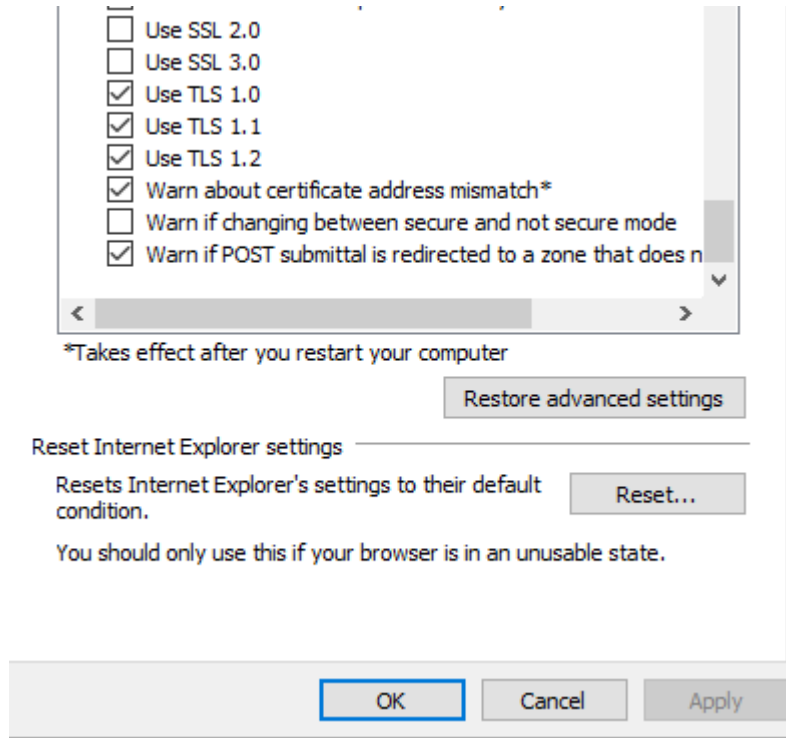 Use SSL 2.0
Use SSL 3.0
Use TLS 1.0
Use TLS 1.1
Use TLS 1.2
Warn about certificate address mismatch*
Warn if changing between secure and not secure mode
Warn if POST submittal is redirected to a zone that does n
*Takes effect after you restart your computer
Restore advanced settings
Reset Internet Explorer settings
Resets Internet Explorer's settings to their default
condition.
Reset...
You should only use this if your browser is in an unusable state.
OK
Cancel
Apply